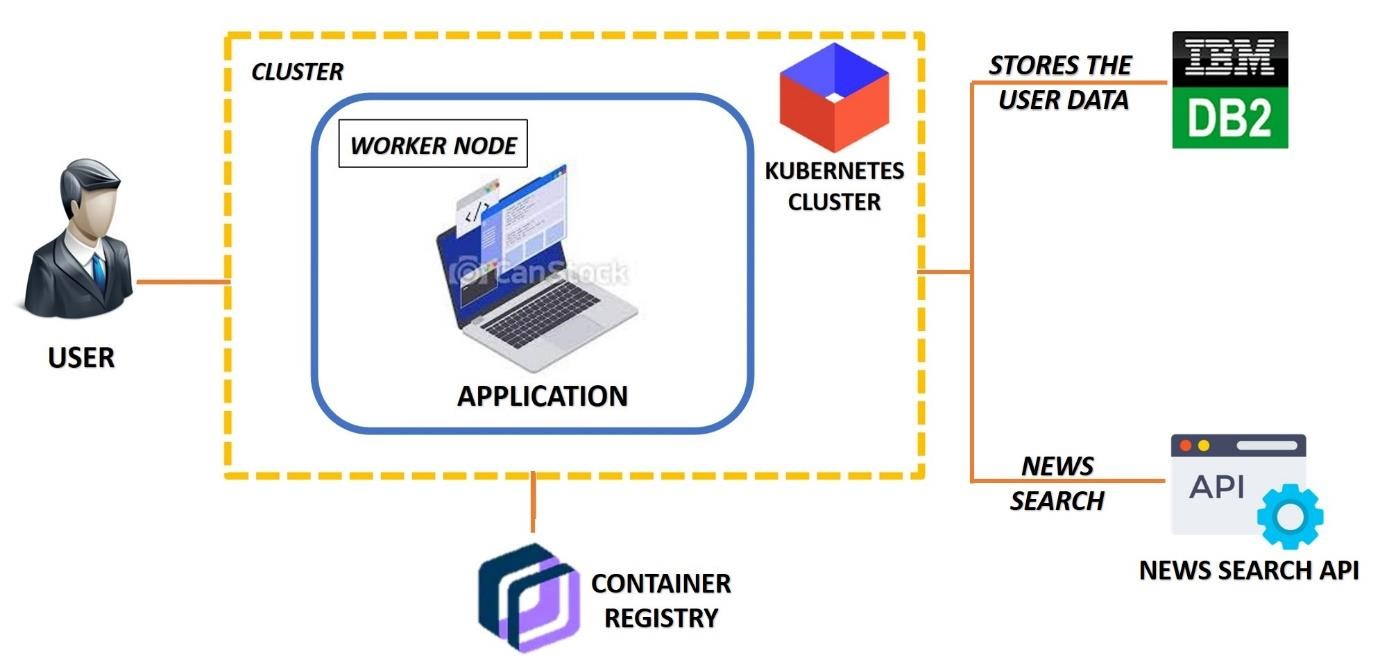 CLUSTER
WORKER NODE
</>
CanStock
APPLICATION
KUBERNETES
CLUSTER
USER
STORES THE
USER DATA
IBM
DB2
NEWS
SEARCH
API
NEWS SEARCH API
CONTAINER
REGISTRY